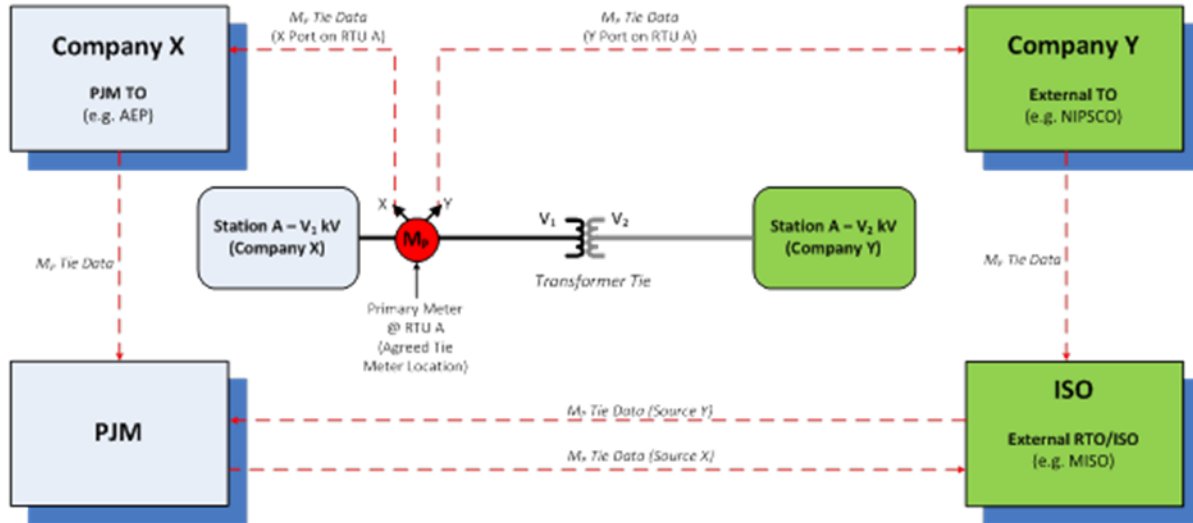 Company X
PJM TO
(e.g. AEP)
Mₚ Tie Data
(X Port on RTU A)
Mₚ Tie Data
(Y Port on RTU A)
Company Y
External TO
(e.g. NIPSCO)
Station A – V₁ kV
(Company X)
X
Y
Mₚ
V₁
V₂
Transformer Tie
Station A – V₂ kV
(Company Y)
Mₚ Tie Data
Mₚ Tie Data
Primary Meter
@ RTU A
(Agreed Tie
Meter Location)
PJM
Mₚ Tie Data (Source Y)
Mₚ Tie Data (Source X)
ISO
External RTO/ISO
(e.g. MISO)